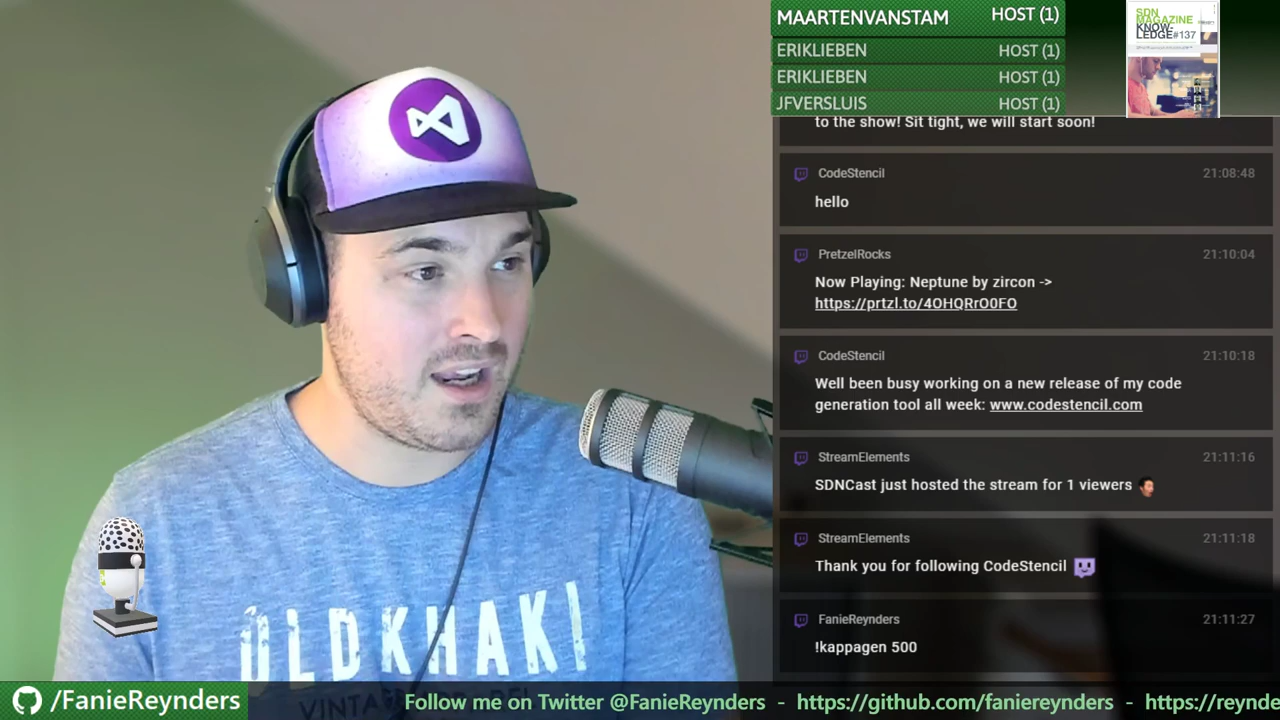 MAARTENVANSTAM HOST (1)
ERIKLIEBEN HOST (1)
ERIKLIEBEN HOST (1)
JFVERSLUIS HOST (1)
SDN
MAGAZINE
KNOW-
LEDGE#137
to the show! Sit tight, we will start soon!
CodeStencil 21:08:48
hello
PretzelRocks 21:10:04
Now Playing: Neptune by zircon ->
https://prtzl.to/4OHQRrO0FO
CodeStencil 21:10:18
Well been busy working on a new release of my code
generation tool all week: www.codestencil.com
StreamElements 21:11:16
SDNCast just hosted the stream for 1 viewers
StreamElements 21:11:18
Thank you for following CodeStencil
FanieReynders 21:11:27
!kappagen 500
OLDKHAKI
/FanieReynders
Follow me on Twitter @FanieReynders - https://github.com/faniereynders - https://reynde